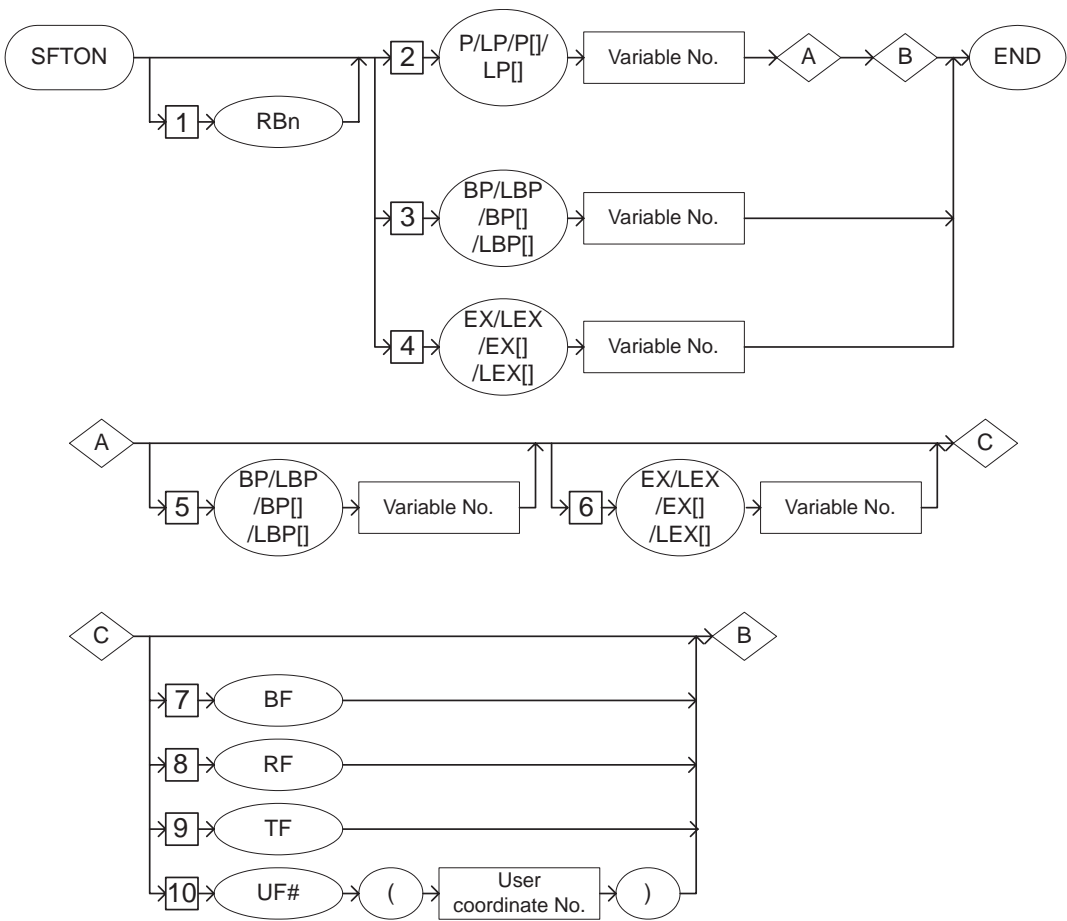 SFTON
2
P/LP/P[]/
LP[]
Variable No.
A
B
END
1
RBn
3
BP/LBP
/BP[]
/LBP[]
Variable No.
4
EX/LEX
/EX[]
/LEX[]
Variable No.
A
C
5
BP/LBP
/BP[]
/LBP[]
Variable No.
6
EX/LEX
/EX[]
/LEX[]
Variable No.
C
B
7
BF
8
RF
9
TF
10
UF#
(
User
coordinate No.
)